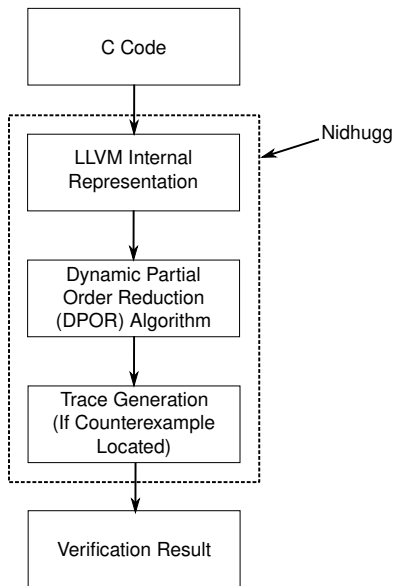 C Code
Nidhugg
LLVM Internal
Representation
Dynamic Partial
Order Reduction
(DPOR) Algorithm
Trace Generation
(If Counterexample
Located)
Verification Result